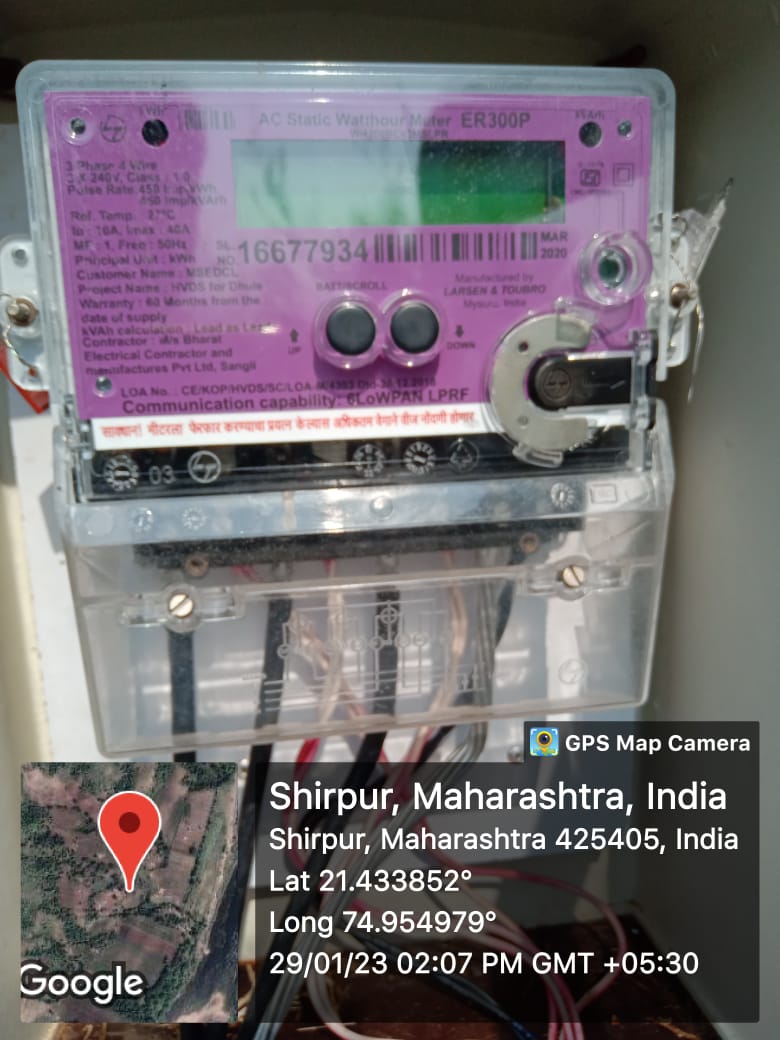 kWh
kVArh
AC Static Watthour Meter ER300P
3 Phase 4 Wire
3 X 240V, Class : 1.0
Pulse Rate: 450 Imp/kWh
450 Imp/kVArh
Ref. Temp. : 27°C
Ib : 10A, Imax : 40A
MF : 1, Freq : 50Hz
Principal Unit : kWh
SL.
NO. 16677934
MAR
2020
Customer Name : MSEDCL
Project Name : HVDS for Dhule
Warranty : 60 Months from the
date of supply
kVAh calculation : Lead as Lead
Contractor : M/s Bharat
Electrical Contractor and
manufactures Pvt Ltd, Sangli
BATT/SCROLL
UP
DOWN
Manufactured by
LARSEN & TOUBRO
Mysuru, India
LOA No. : CE/KOP/HVDS/SC/LOA
Communication capability: 6LoWPAN LPRF
सावधान! मीटरला फेरफार करण्याचा प्रयत्न केल्यास अधिकतम वेगाने वीज नोंदणी होणार
03
GPS Map Camera
Shirpur, Maharashtra, India
Shirpur, Maharashtra 425405, India
Lat 21.433852°
Long 74.954979°
29/01/23 02:07 PM GMT +05:30
Google